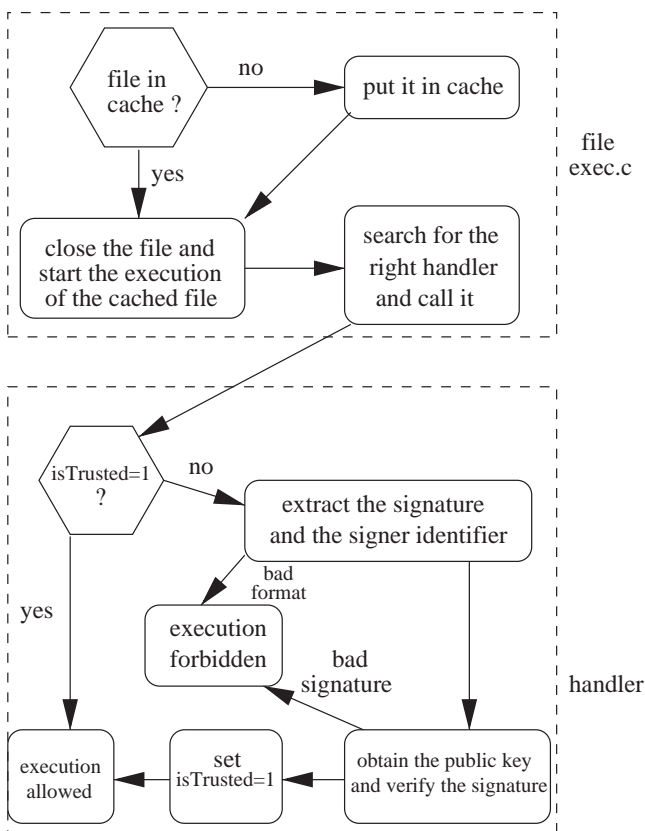 file in
cache ?
no
put it in cache
file
exec.c
yes
close the file and
start the execution
of the cached file
search for the
right handler
and call it
isTrusted=1
?
no
extract the signature
and the signer identifier
bad
format
yes
execution
forbidden
bad
signature
handler
execution
allowed
set
isTrusted=1
obtain the public key
and verify the signature